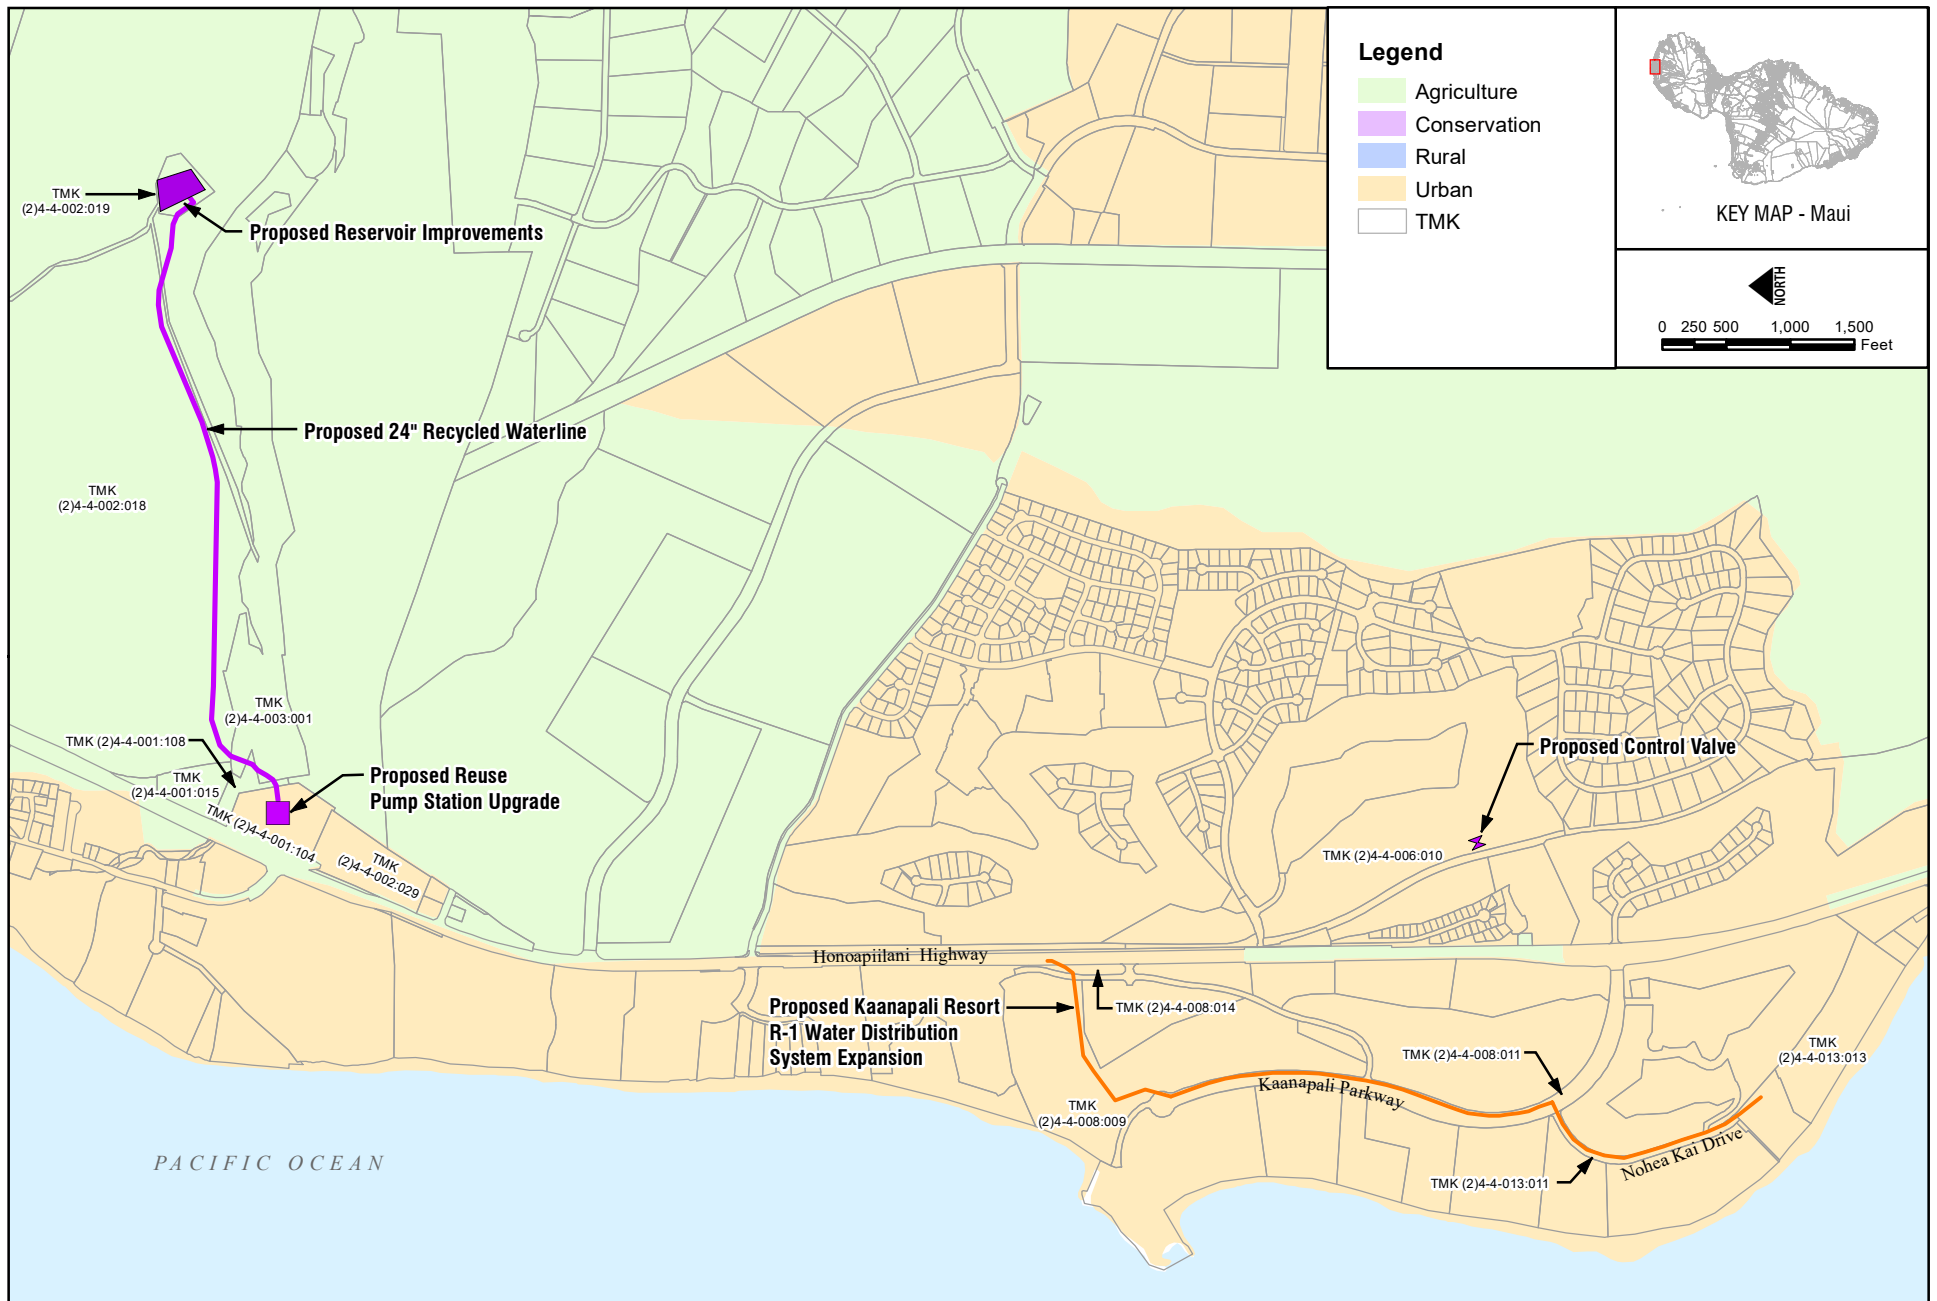 Legend
Agriculture
Conservation
Rural
Urban
TMK
KEY MAP - Maui
NORTH
0 250 500 1,000 1,500
Feet
TMK
(2)4-4-002:019
Proposed Reservoir Improvements
Proposed 24" Recycled Waterline
TMK
(2)4-4-002:018
TMK
(2)4-4-003:001
TMK (2)4-4-001:108
TMK
(2)4-4-001:015
Proposed Reuse
Pump Station Upgrade
TMK (2)4-4-001:104
TMK
(2)4-4-002:029
Proposed Control Valve
TMK (2)4-4-006:010
Honoapiilani Highway
Proposed Kaanapali Resort
R-1 Water Distribution
System Expansion
TMK (2)4-4-008:014
TMK (2)4-4-008:011
TMK
(2)4-4-013:013
Kaanapali Parkway
TMK
(2)4-4-008:009
Nohea Kai Drive
TMK (2)4-4-013:011
PACIFIC OCEAN